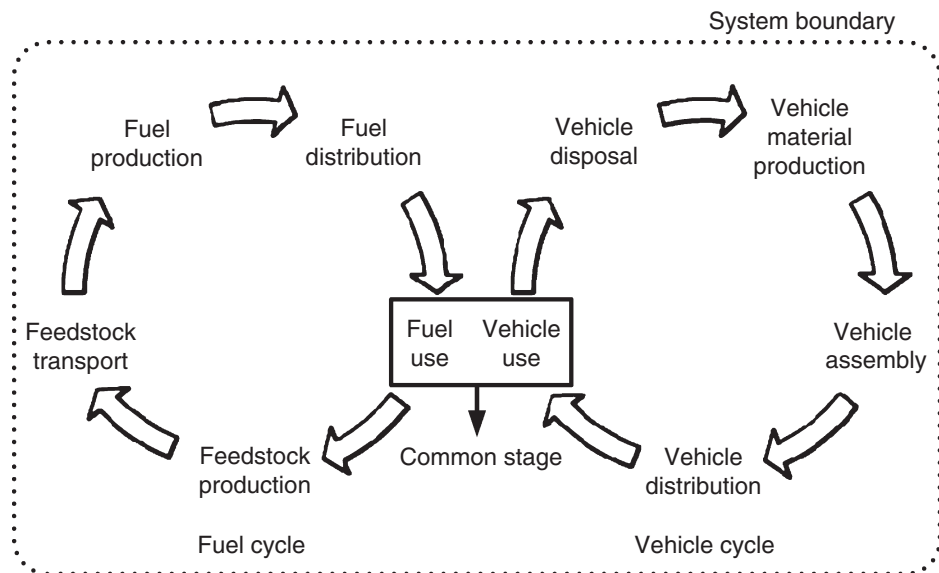 System boundary
Fuel
production
Fuel
distribution
Vehicle
disposal
Vehicle
material
production
Feedstock
transport
Fuel
use
Vehicle
use
Vehicle
assembly
Feedstock
production
Common stage
Vehicle
distribution
Fuel cycle
Vehicle cycle